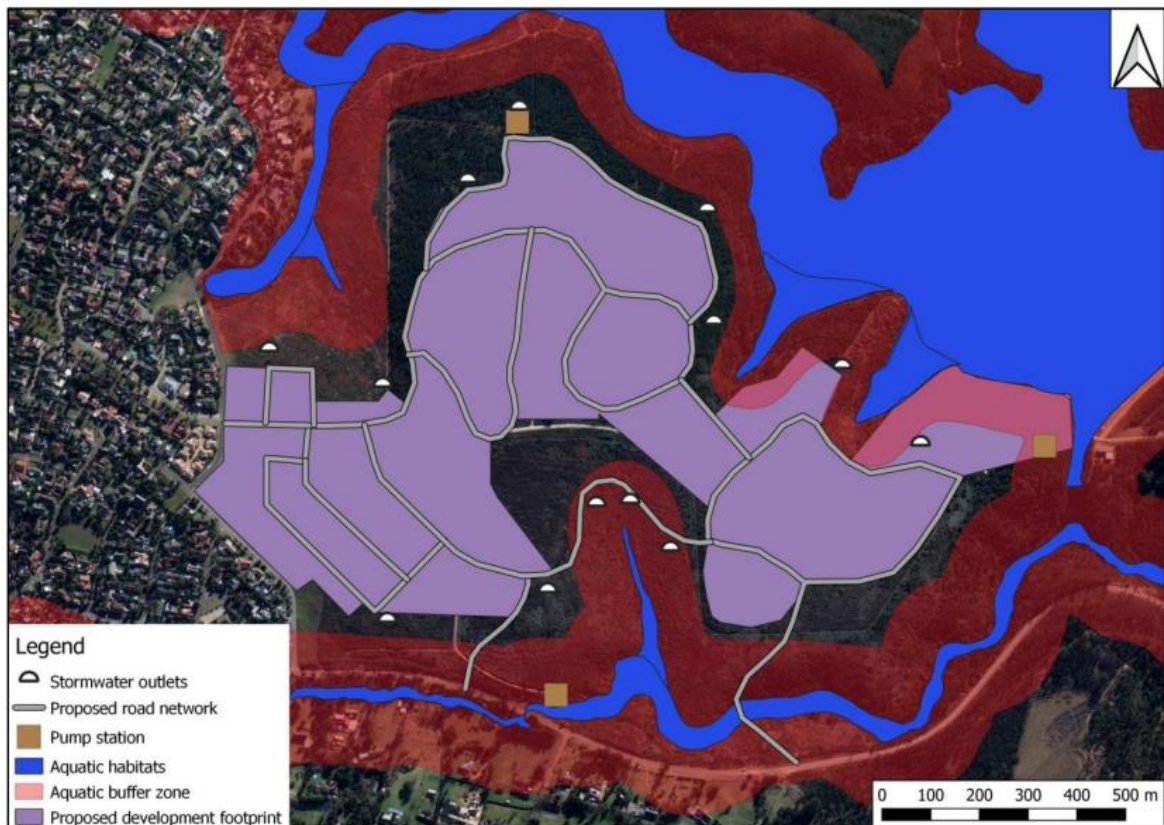 Legend
Stormwater outlets
Proposed road network
Pump station
Aquatic habitats
Aquatic buffer zone
Proposed development footprint
0 100 200 300 400 500 m